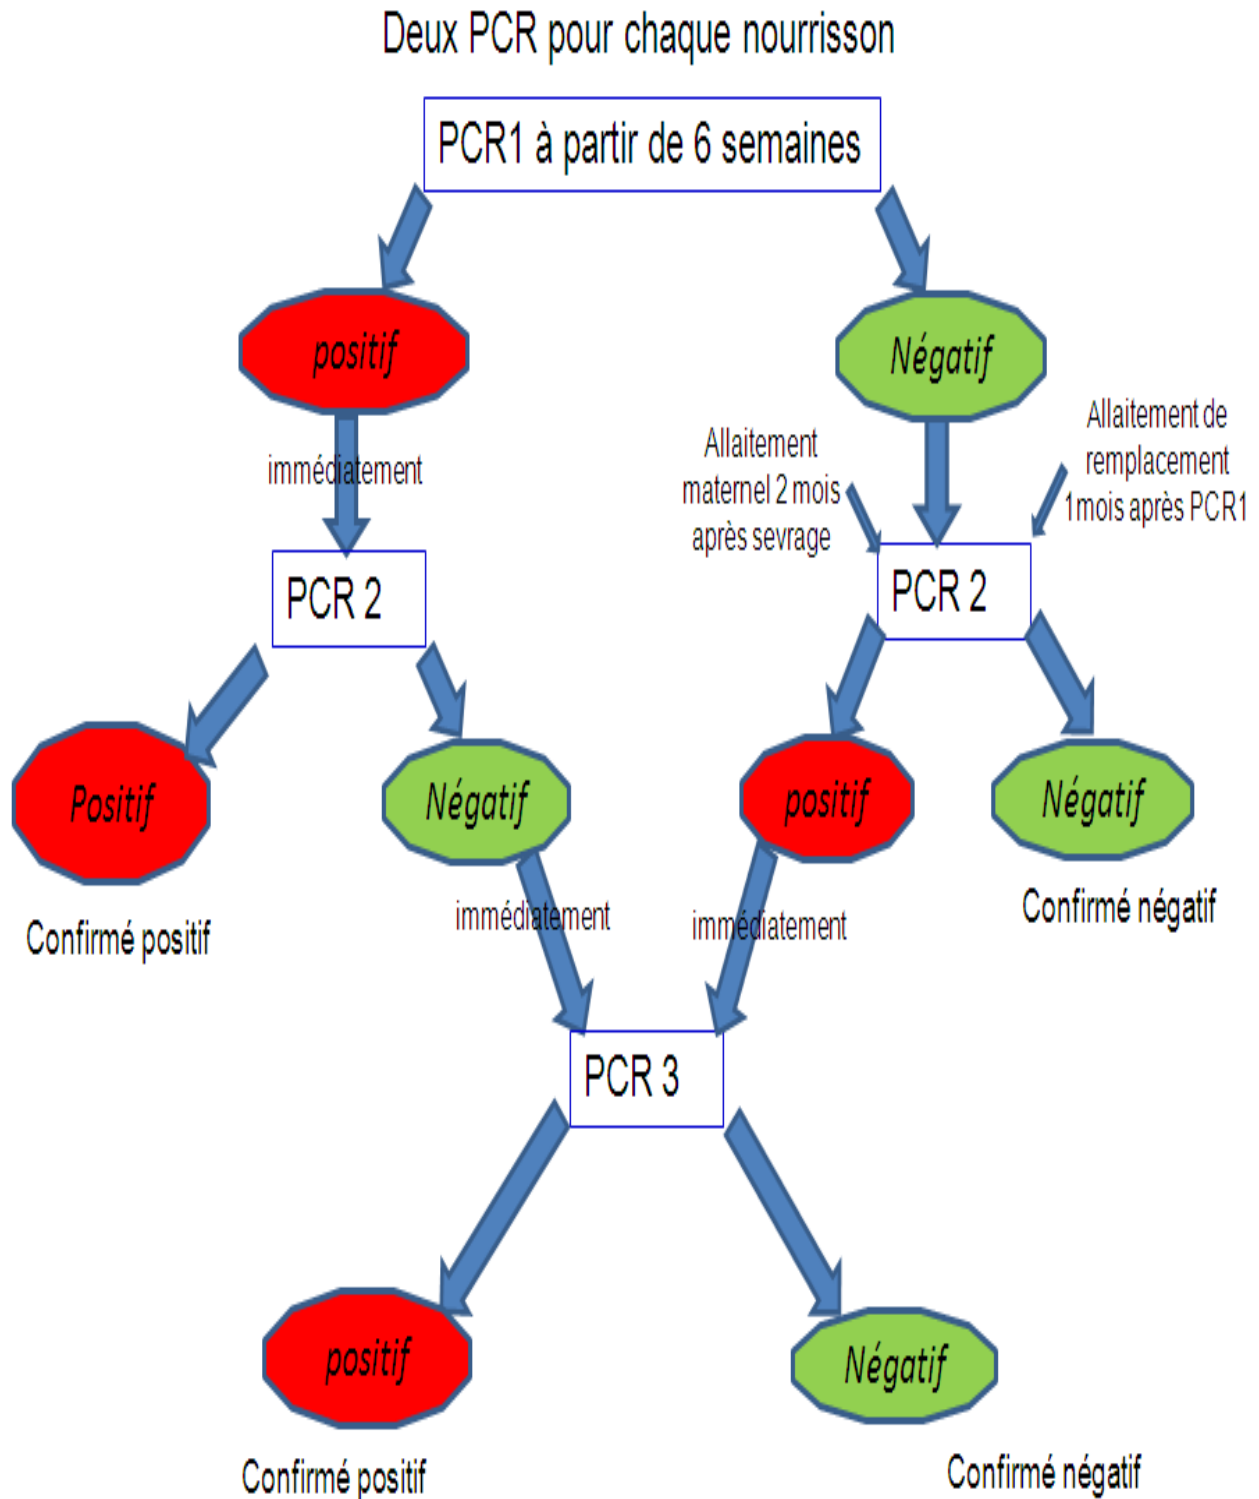 Deux PCR pour chaque nourrisson
PCR1 à partir de 6 semaines
positif
Négatif
immédiatement
Allaitement
maternel 2 mois
après sevrage
Allaitement de
remplacement
1mois après PCR1
PCR 2
PCR 2
Positif
Négatif
positif
Négatif
Confirmé positif
immédiatement
immédiatement
Confirmé négatif
PCR 3
positif
Négatif
Confirmé positif
Confirmé négatif